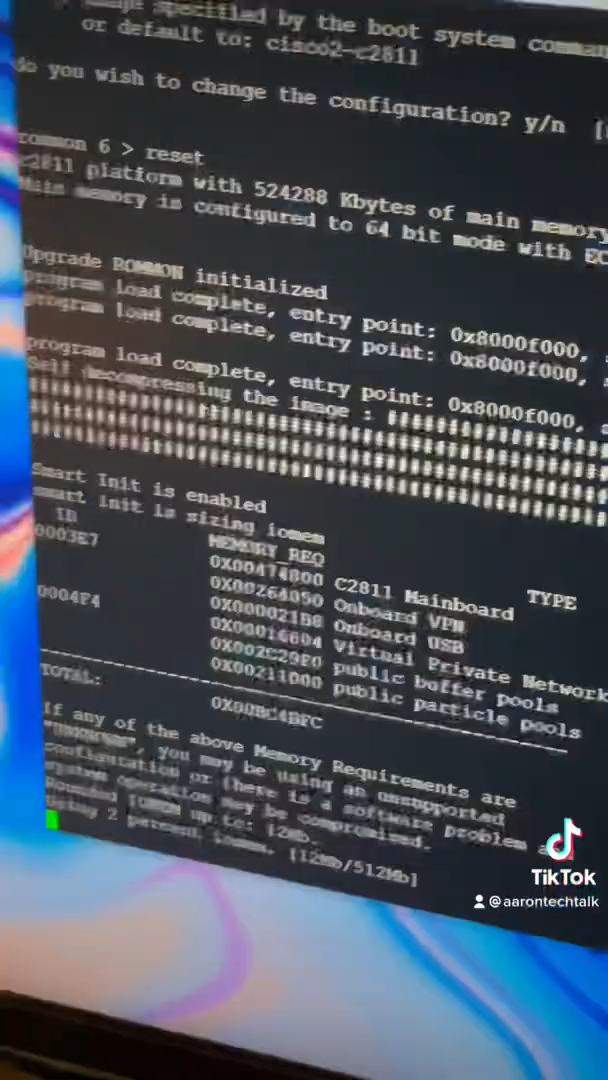 image specified by the boot system comman
or default to: cisco2-c2811
do you wish to change the configuration? y/n [
rommon 6 > reset
c2811 platform with 524288 Kbytes of main memory
Main memory is configured to 64 bit mode with EC
Upgrade ROMMON initialized
program load complete, entry point: 0x8000f000,
program load complete, entry point: 0x8000f000,
program load complete, entry point: 0x8000f000, s
Self decompressing the image :
Smart Init is enabled
smart init is sizing iomem
ID MEMORY_REQ TYPE
0003E7 0X00474800 C2811 Mainboard
0X00264050 Onboard VPN
0X000021B8 Onboard USB
0004F4 0X00016604 Virtual Private Network
0X002C29F0 public buffer pools
0X00211000 public particle pools
TOTAL: 0X00BC4BFC
If any of the above Memory Requirements are
"UNKNOWN", you may be using an unsupported
configuration or there is a software problem a
system operation may be compromised.
Rounding IOMEM up to: 12Mb.
Using 2 percent iomem. [12Mb/512Mb]
TikTok
@aarontechtalk